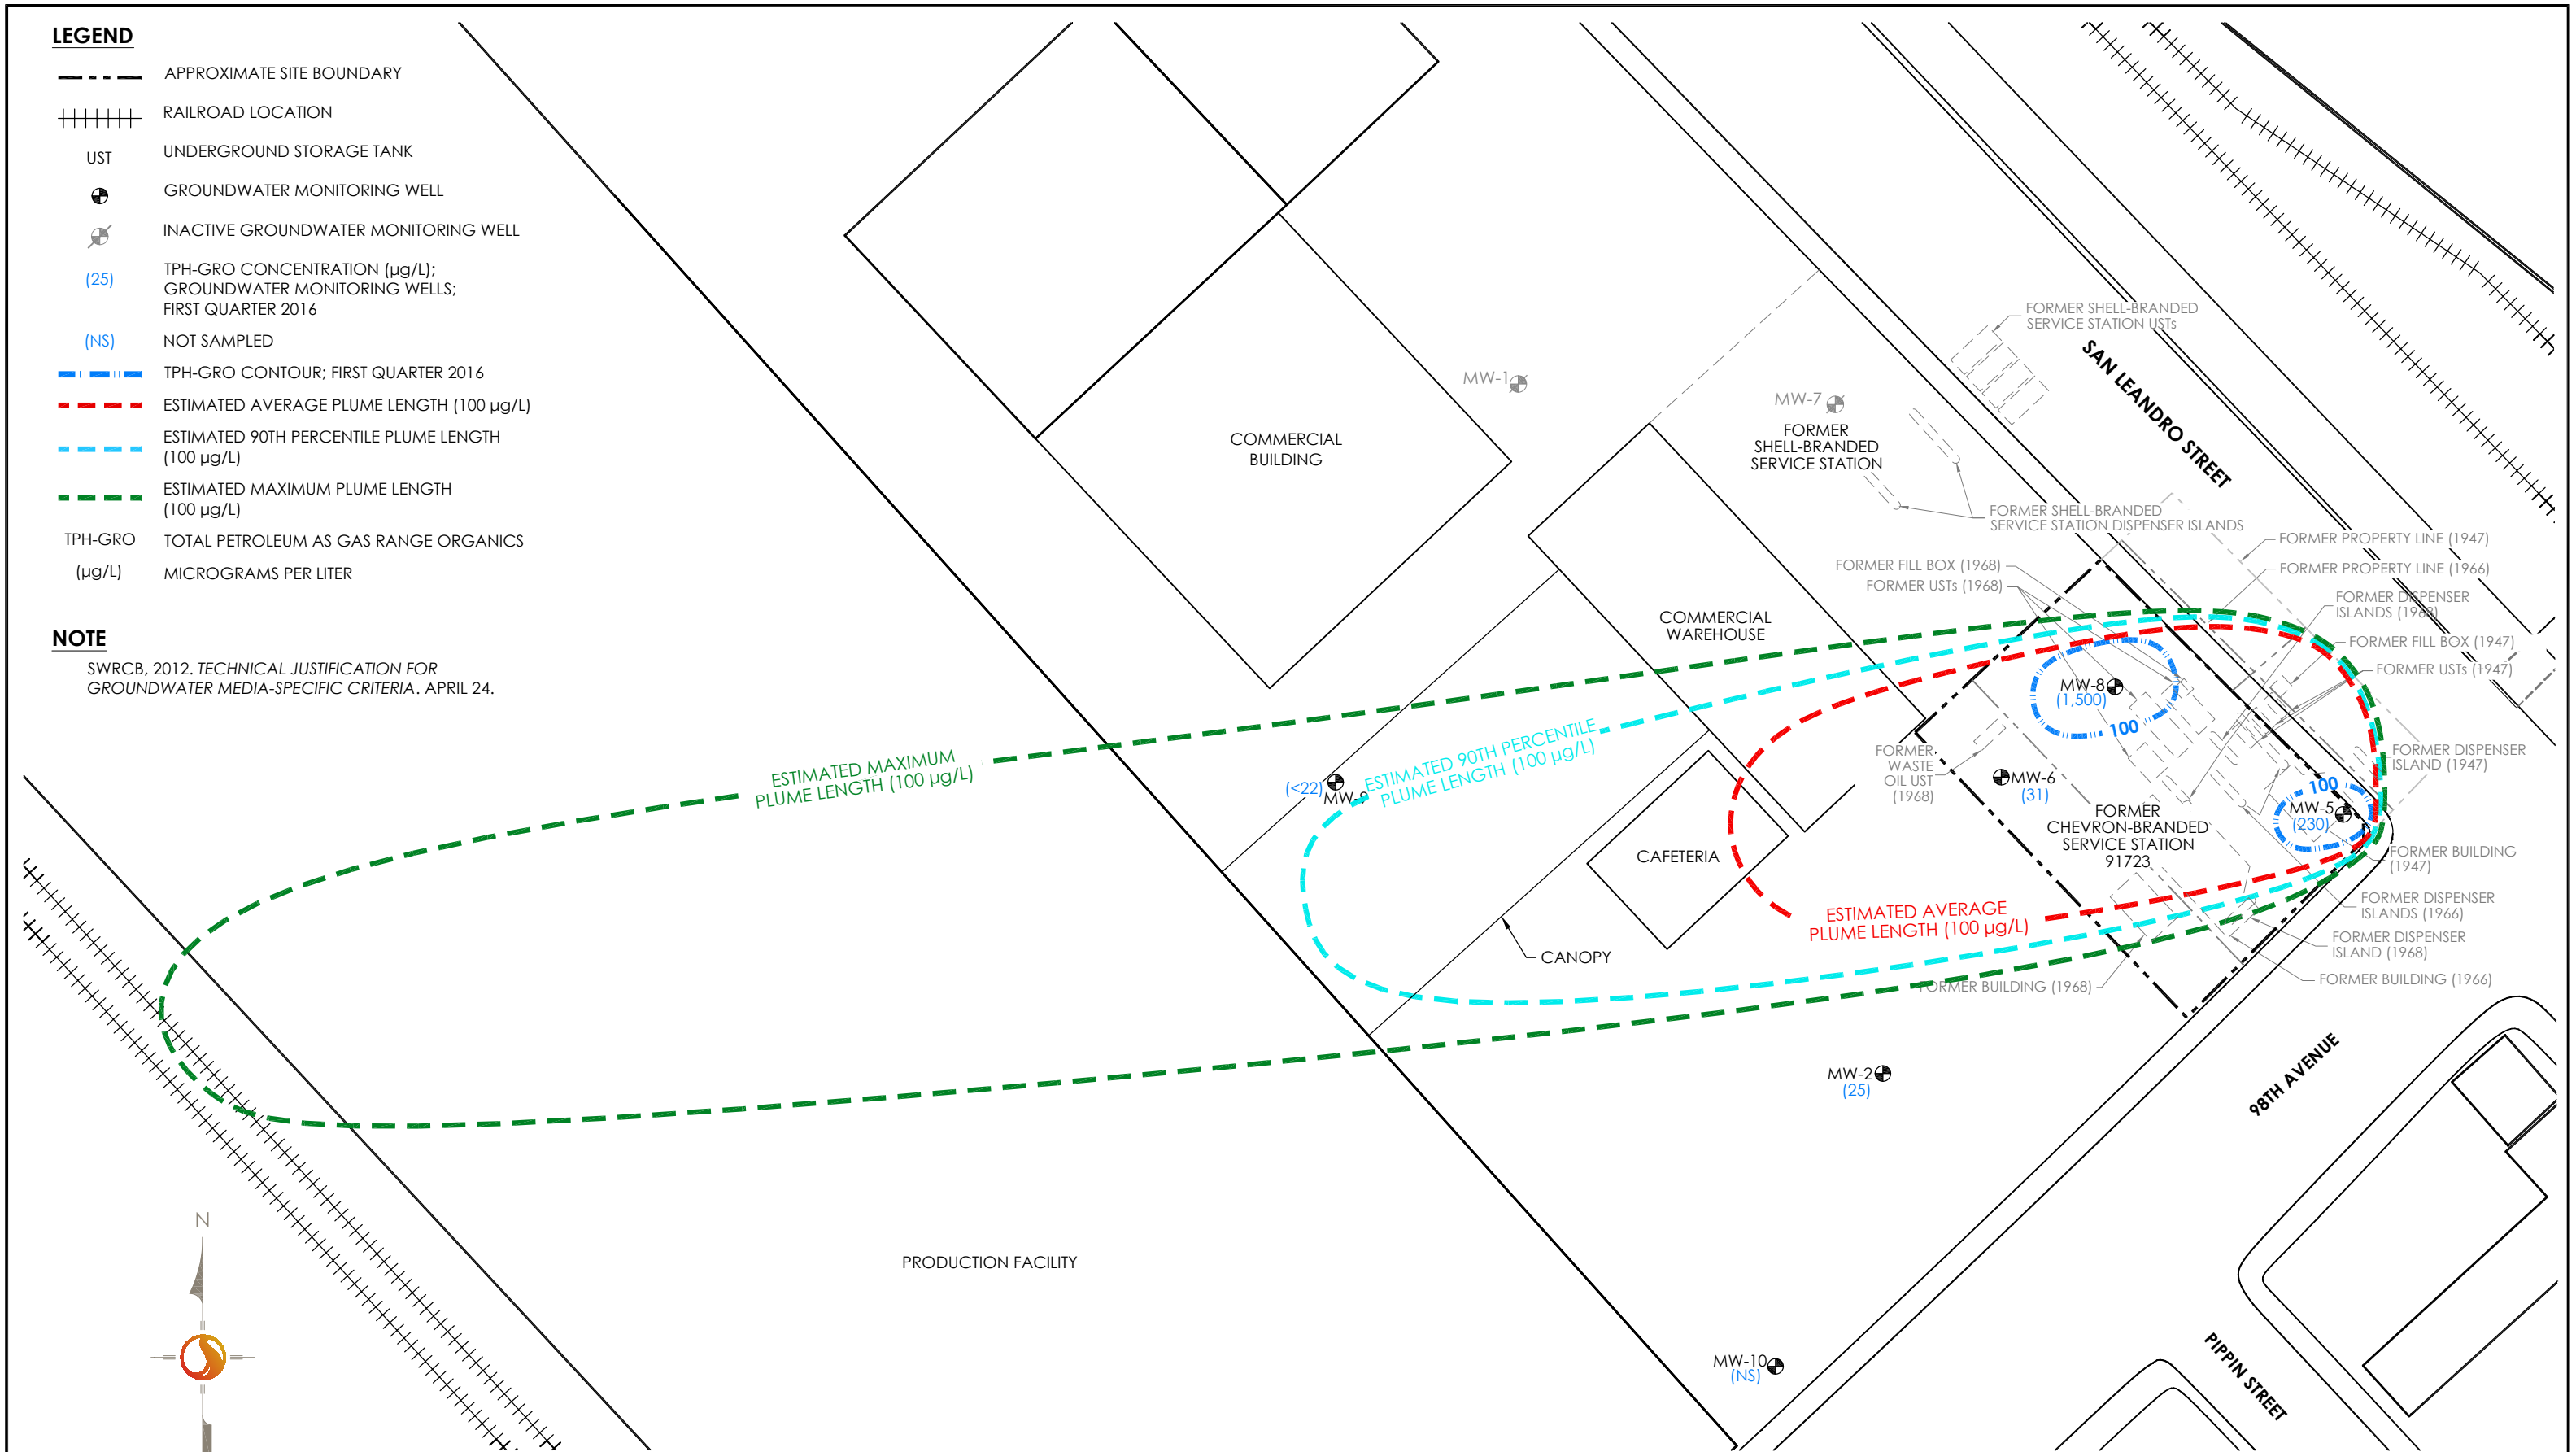 LEGEND
APPROXIMATE SITE BOUNDARY
RAILROAD LOCATION
UST
UNDERGROUND STORAGE TANK
GROUNDWATER MONITORING WELL
INACTIVE GROUNDWATER MONITORING WELL
(25)
TPH-GRO CONCENTRATION (µg/L);
GROUNDWATER MONITORING WELLS;
FIRST QUARTER 2016
(NS)
NOT SAMPLED
TPH-GRO CONTOUR; FIRST QUARTER 2016
ESTIMATED AVERAGE PLUME LENGTH (100 µg/L)
ESTIMATED 90TH PERCENTILE PLUME LENGTH
(100 µg/L)
ESTIMATED MAXIMUM PLUME LENGTH
(100 µg/L)
TPH-GRO
TOTAL PETROLEUM AS GAS RANGE ORGANICS
(µg/L)
MICROGRAMS PER LITER
NOTE
SWRCB, 2012. TECHNICAL JUSTIFICATION FOR
GROUNDWATER MEDIA-SPECIFIC CRITERIA. APRIL 24.
COMMERCIAL
BUILDING
MW-1
MW-7
FORMER
SHELL-BRANDED
SERVICE STATION
FORMER SHELL-BRANDED
SERVICE STATION USTs
SAN LEANDRO STREET
FORMER SHELL-BRANDED
SERVICE STATION DISPENSER ISLANDS
FORMER PROPERTY LINE (1947)
FORMER PROPERTY LINE (1966)
FORMER FILL BOX (1968)
FORMER USTs (1968)
FORMER DISPENSER
ISLANDS (1968)
FORMER FILL BOX (1947)
FORMER USTs (1947)
COMMERCIAL
WAREHOUSE
MW-8
(1,500)
100
FORMER
WASTE
OIL UST
(1968)
MW-6
(31)
FORMER DISPENSER
ISLAND (1947)
100
MW-5
(230)
FORMER
CHEVRON-BRANDED
SERVICE STATION
91723
FORMER BUILDING
(1947)
FORMER DISPENSER
ISLANDS (1966)
FORMER DISPENSER
ISLAND (1968)
FORMER BUILDING (1966)
FORMER BUILDING (1968)
ESTIMATED MAXIMUM
PLUME LENGTH (100 µg/L)
(<22)
MW-9
ESTIMATED 90TH PERCENTILE
PLUME LENGTH (100 µg/L)
CAFETERIA
ESTIMATED AVERAGE
PLUME LENGTH (100 µg/L)
CANOPY
MW-2
(25)
98TH AVENUE
PRODUCTION FACILITY
MW-10
(NS)
PIPPIN STREET
N